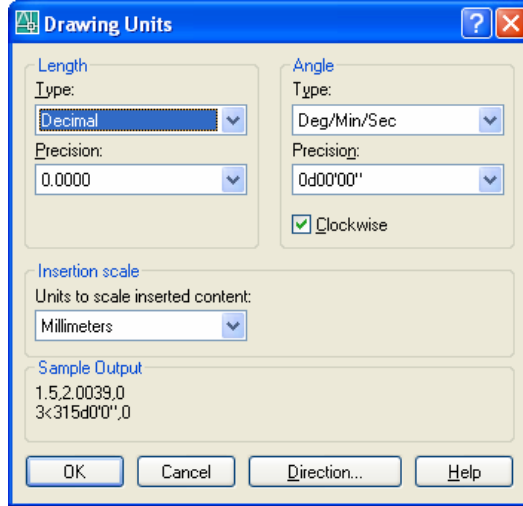 Drawing Units
Length
Type:
Decimal
Precision:
0.0000
Angle
Type:
Deg/Min/Sec
Precision:
0d00'00"
Clockwise
Insertion scale
Units to scale inserted content:
Millimeters
Sample Output
1.5,2.0039,0
3<315d0'0",0
OK
Cancel
Direction...
Help